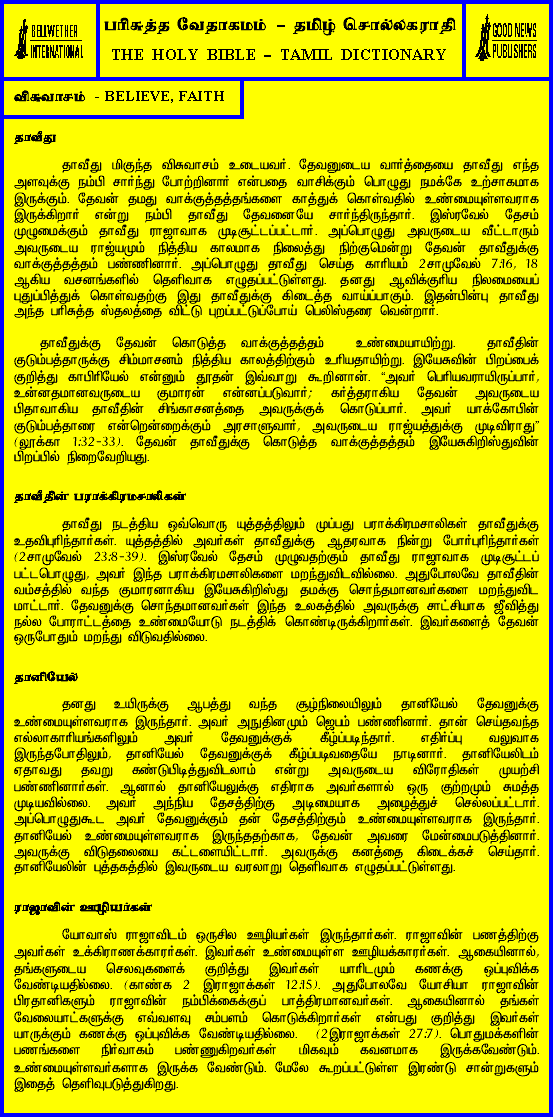 BELLWETHER
INTERNATIONAL
பரிசுத்த வேதாகமம் – தமிழ் சொல்லகராதி
THE HOLY BIBLE – TAMIL DICTIONARY
GOOD NEWS
PUBLISHERS
விசுவாசம் - BELIEVE, FAITH
தாவீது
தாவீது மிகுந்த விசுவாசம் உடையவர். தேவனுடைய வார்த்தையை தாவீது எந்த
அளவுக்கு நம்பி சார்ந்து போற்றினார் என்பதை வாசிக்கும் பொழுது நமக்கே உற்சாகமாக
இருக்கும். தேவன் தமது வாக்குத்தத்தங்களை காத்துக் கொள்வதில் உண்மையுள்ளவராக
இருக்கிறார் என்று நம்பி தாவீது தேவனையே சார்ந்திருந்தார். இஸ்ரவேல் தேசம்
முழுமைக்கும் தாவீது ராஜாவாக முடிசூட்டப்பட்டார். அப்பொழுது அவருடைய வீட்டாரும்
அவருடைய ராஜ்யமும் நித்திய காலமாக நிலைத்து நிற்குமென்று தேவன் தாவீதுக்கு
வாக்குத்தத்தம் பண்ணினார். அப்பொழுது தாவீது செய்த காரியம் 2சாமுவேல் 7:16, 18
ஆகிய வசனங்களில் தெளிவாக எழுதப்பட்டுள்ளது. தனது ஆவிக்குரிய நிலமையைப்
புதுப்பித்துக் கொள்வதற்கு இது தாவீதுக்கு கிடைத்த வாய்ப்பாகும். இதன்பின்பு தாவீது
அந்த பரிசுத்த ஸ்தலத்தை விட்டு புறப்பட்டுப்போய் பெலிஸ்தரை வென்றார்.
தாவீதுக்கு தேவன் கொடுத்த வாக்குத்தத்தம் உண்மையாயிற்று. தாவீதின்
குடும்பத்தாருக்கு சிம்மாசனம் நித்திய காலத்திற்கும் உரியதாயிற்று. இயேசுவின் பிறப்பைக்
குறித்து காபிரியேல் என்னும் தூதன் இவ்வாறு கூறினான். “அவர் பெரியவராயிருப்பார்,
உன்னதமானவருடைய குமாரன் என்னப்படுவார்; கர்த்தராகிய தேவன் அவருடைய
பிதாவாகிய தாவீதின் சிங்காசனத்தை அவருக்குக் கொடுப்பார். அவர் யாக்கோபின்
குடும்பத்தாரை என்றென்றைக்கும் அரசாளுவார், அவருடைய ராஜ்யத்துக்கு முடிவிராது”
(லூக்கா 1:32-33). தேவன் தாவீதுக்கு கொடுத்த வாக்குத்தத்தம் இயேசுகிறிஸ்துவின்
பிறப்பில் நிறைவேறியது.
தாவீதின் பராக்கிரமசாலிகள்
தாவீது நடத்திய ஒவ்வொரு யுத்தத்திலும் முப்பது பராக்கிரமசாலிகள் தாவீதுக்கு
உதவிபுரிந்தார்கள். யுத்தத்தில் அவர்கள் தாவீதுக்கு ஆதரவாக நின்று போர்புரிந்தார்கள்
(2சாமுவேல் 23:8-39). இஸ்ரவேல் தேசம் முழுவதற்கும் தாவீது ராஜாவாக முடிசூட்டப்
பட்டபொழுது, அவர் இந்த பராக்கிரமசாலிகளை மறந்துவிடவில்லை. அதுபோலவே தாவீதின்
வம்சத்தில் வந்த குமாரனாகிய இயேசுகிறிஸ்து தமக்கு சொந்தமானவர்களை மறந்துவிட
மாட்டார். தேவனுக்கு சொந்தமானவர்கள் இந்த உலகத்தில் அவருக்கு சாட்சியாக ஜீவித்து
நல்ல போராட்டத்தை உண்மையோடு நடத்திக் கொண்டிருக்கிறார்கள். இவர்களைத் தேவன்
ஒருபோதும் மறந்து விடுவதில்லை.
தானியேல்
தனது உயிருக்கு ஆபத்து வந்த சூழ்நிலையிலும் தானியேல் தேவனுக்கு
உண்மையுள்ளவராக இருந்தார். அவர் அநுதினமும் ஜெபம் பண்ணினார். தான் செய்தவந்த
எல்லாகாரியங்களிலும் அவர் தேவனுக்குக் கீழ்ப்படிந்தார். எதிர்ப்பு வலுவாக
இருந்தபோதிலும், தானியேல் தேவனுக்குக் கீழ்ப்படிவதையே நாடினார். தானியேலிடம்
ஏதாவது தவறு கண்டுபிடித்துவிடலாம் என்று அவருடைய விரோதிகள் முயற்சி
பண்ணினார்கள். ஆனால் தானியேலுக்கு எதிராக அவர்களால் ஒரு குற்றமும் சுமத்த
முடியவில்லை. அவர் அந்நிய தேசத்திற்கு அடிமையாக அழைத்துச் செல்லப்பட்டார்.
அப்பொழுதுகூட அவர் தேவனுக்கும் தன் தேசத்திற்கும் உண்மையுள்ளவராக இருந்தார்.
தானியேல் உண்மையுள்ளவராக இருந்ததற்காக, தேவன் அவரை மேன்மைபடுத்தினார்.
அவருக்கு விடுதலையை கட்டளையிட்டார். அவருக்கு கனத்தை கிடைக்கச் செய்தார்.
தானியேலின் புத்தகத்தில் இவருடைய வரலாறு தெளிவாக எழுதப்பட்டுள்ளது.
ராஜாவின் ஊழியர்கள்
யோவாஸ் ராஜாவிடம் ஒருசில ஊழியர்கள் இருந்தார்கள். ராஜாவின் பணத்திற்கு
அவர்கள் உக்கிராணக்காரர்கள். இவர்கள் உண்மையுள்ள ஊழியக்காரர்கள். ஆகையினால்,
தங்களுடைய செலவுகளைக் குறித்து இவர்கள் யாரிடமும் கணக்கு ஒப்புவிக்க
வேண்டியதில்லை. (காண்க 2 இராஜாக்கள் 12:15). அதுபோலவே யோசியா ராஜாவின்
பிரதானிகளும் ராஜாவின் நம்பிக்கைக்குப் பாத்திரமானவர்கள். ஆகையினால் தங்கள்
வேலையாட்களுக்கு எவ்வளவு சம்பளம் கொடுக்கிறார்கள் என்பது குறித்து இவர்கள்
யாருக்கும் கணக்கு ஒப்புவிக்க வேண்டியதில்லை. (2இராஜாக்கள் 27:7). பொதுமக்களின்
பணங்களை நிர்வாகம் பண்ணுகிறவர்கள் மிகவும் கவனமாக இருக்கவேண்டும்.
உண்மையுள்ளவர்களாக இருக்க வேண்டும். மேலே கூறப்பட்டுள்ள இரண்டு சான்றுகளும்
இதைத் தெளிவுபடுத்துகிறது.